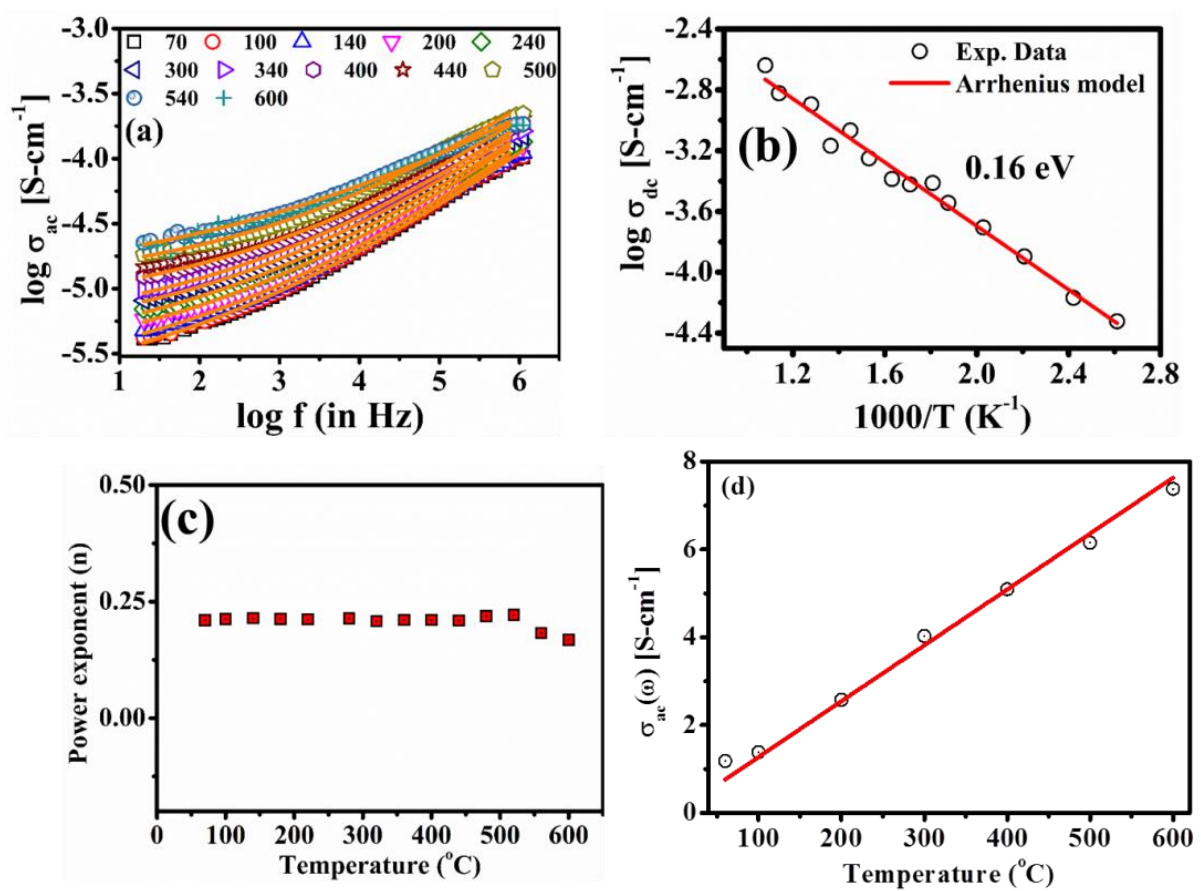 -3.0
-3.5
-4.0
-4.5
-5.0
-5.5
log σac [S-cm-1]
70 100 140 200 240
300 340 400 440 500
540 600
(a)
1 2 3 4 5 6
log f (in Hz)
-2.4
-2.8
-3.2
-3.6
-4.0
-4.4
log σdc [S-cm-1]
Exp. Data
Arrhenius model
(b)
0.16 eV
1.2 1.6 2.0 2.4 2.8
1000/T (K-1)
0.50
0.25
0.00
Power exponent (n)
(c)
0 100 200 300 400 500 600
Temperature (oC)
8
6
4
2
0
σac(ω) [S-cm-1]
(d)
100 200 300 400 500 600
Temperature (oC)